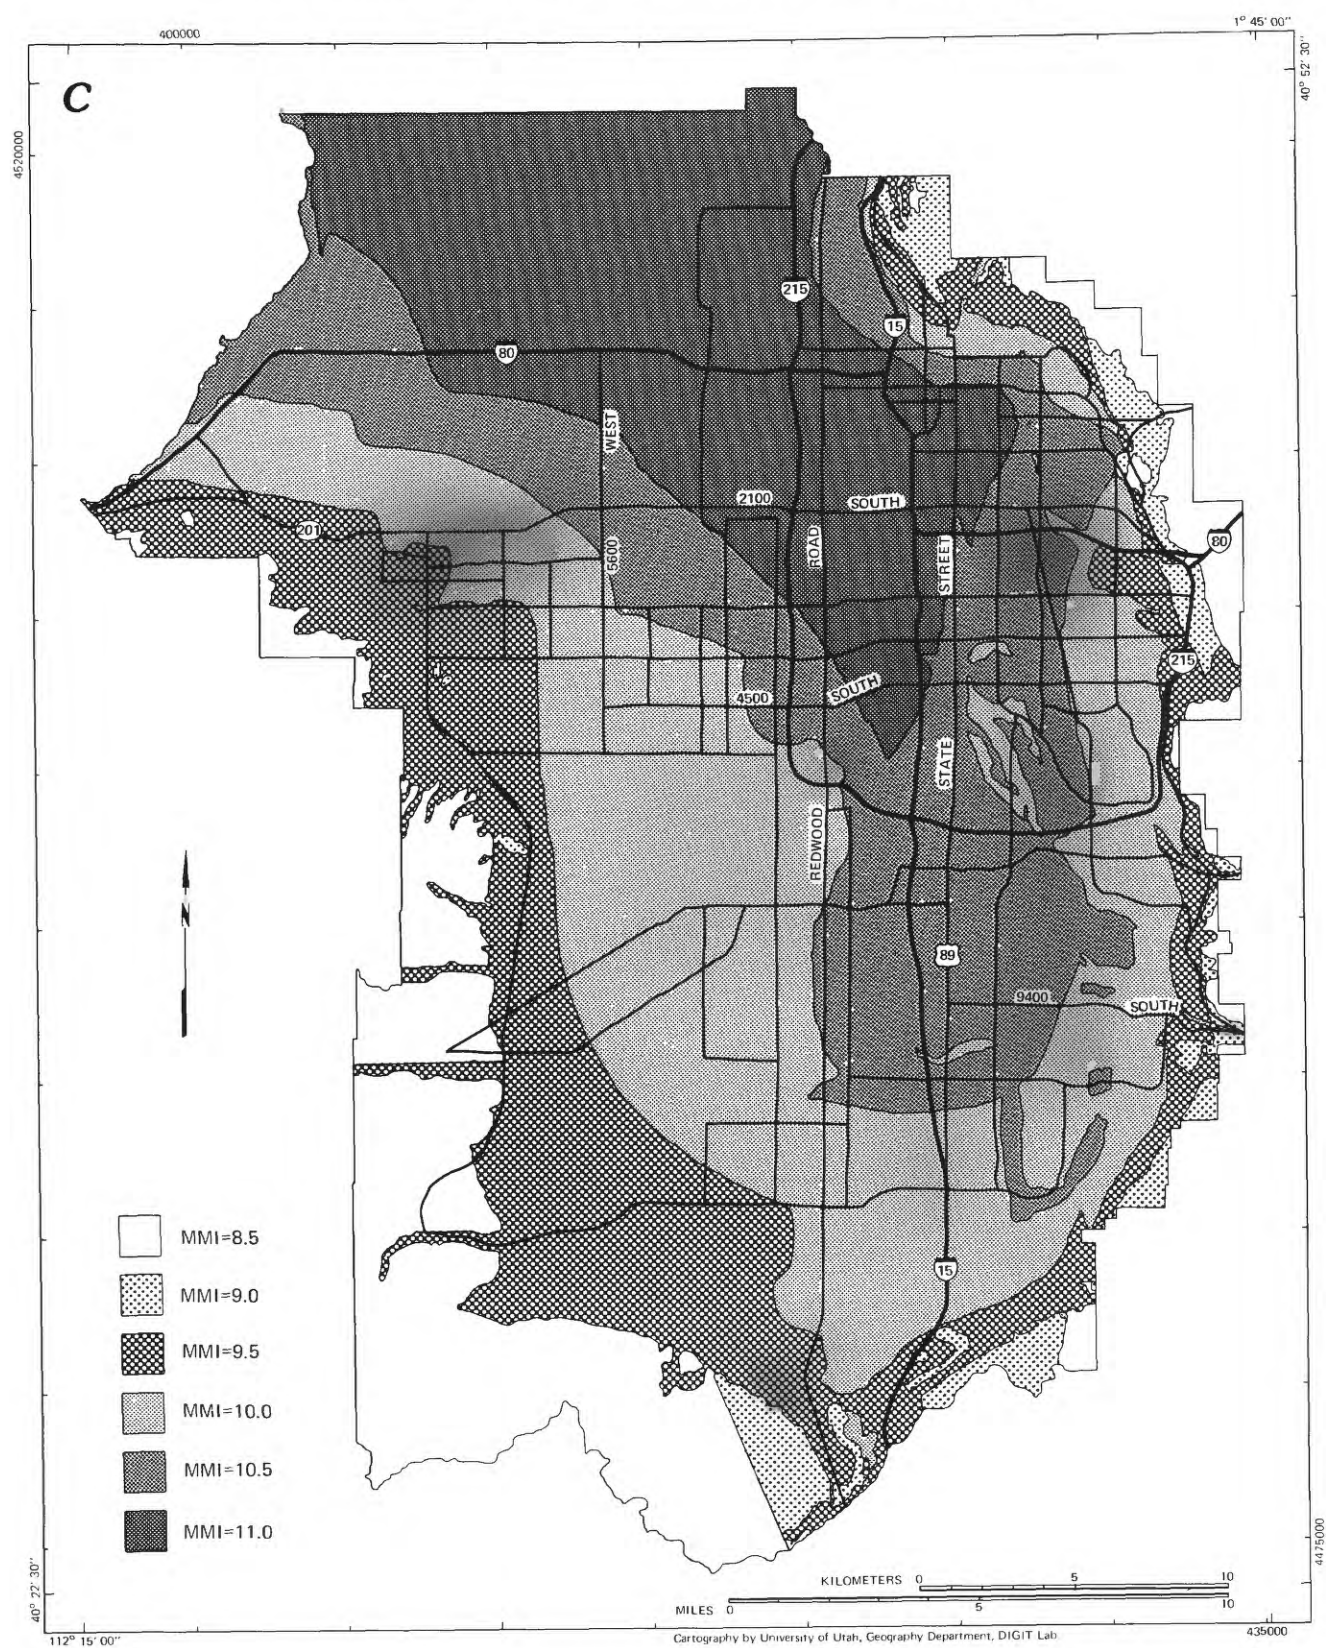 400000
1° 45' 00"
40° 52' 30"
C
4520000
215
15
80
WEST
2100 SOUTH
201
5600
ROAD
STREET
80
215
4500 SOUTH
STATE
REDWOOD
N
89
9400 SOUTH
15
MMI=8.5
MMI=9.0
MMI=9.5
MMI=10.0
MMI=10.5
MMI=11.0
KILOMETERS 0 5 10
MILES 0 5 10
4475000
40° 22' 30"
112° 15' 00"
Cartography by University of Utah, Geography Department, DIGIT Lab
435000